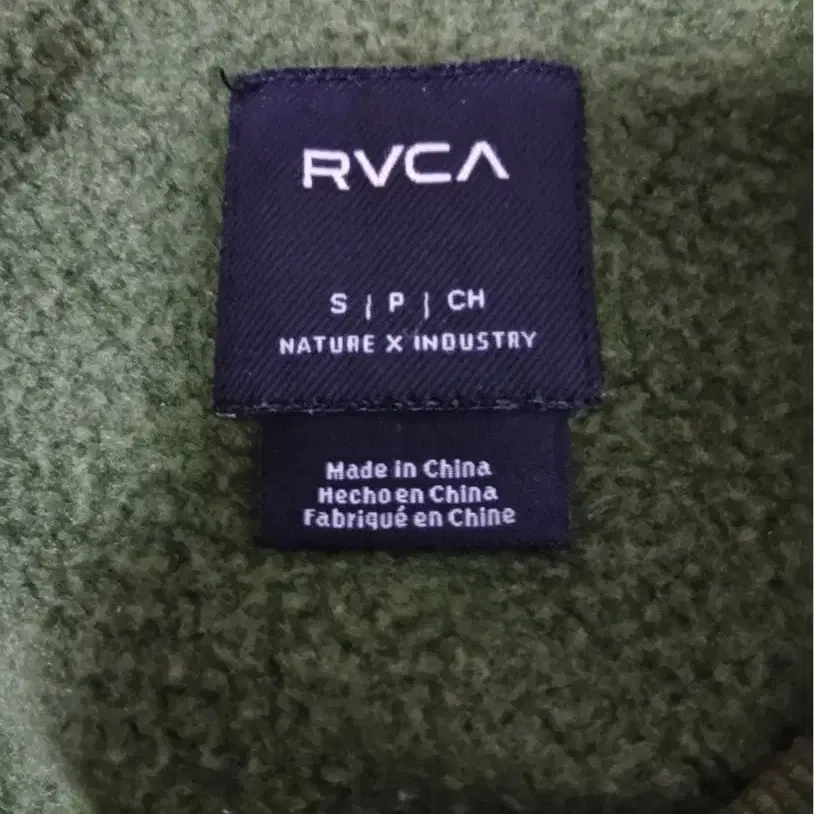 RVCA
S | P | CH
NATURE X INDUSTRY
Made in China
Hecho en China
Fabriqué en Chine